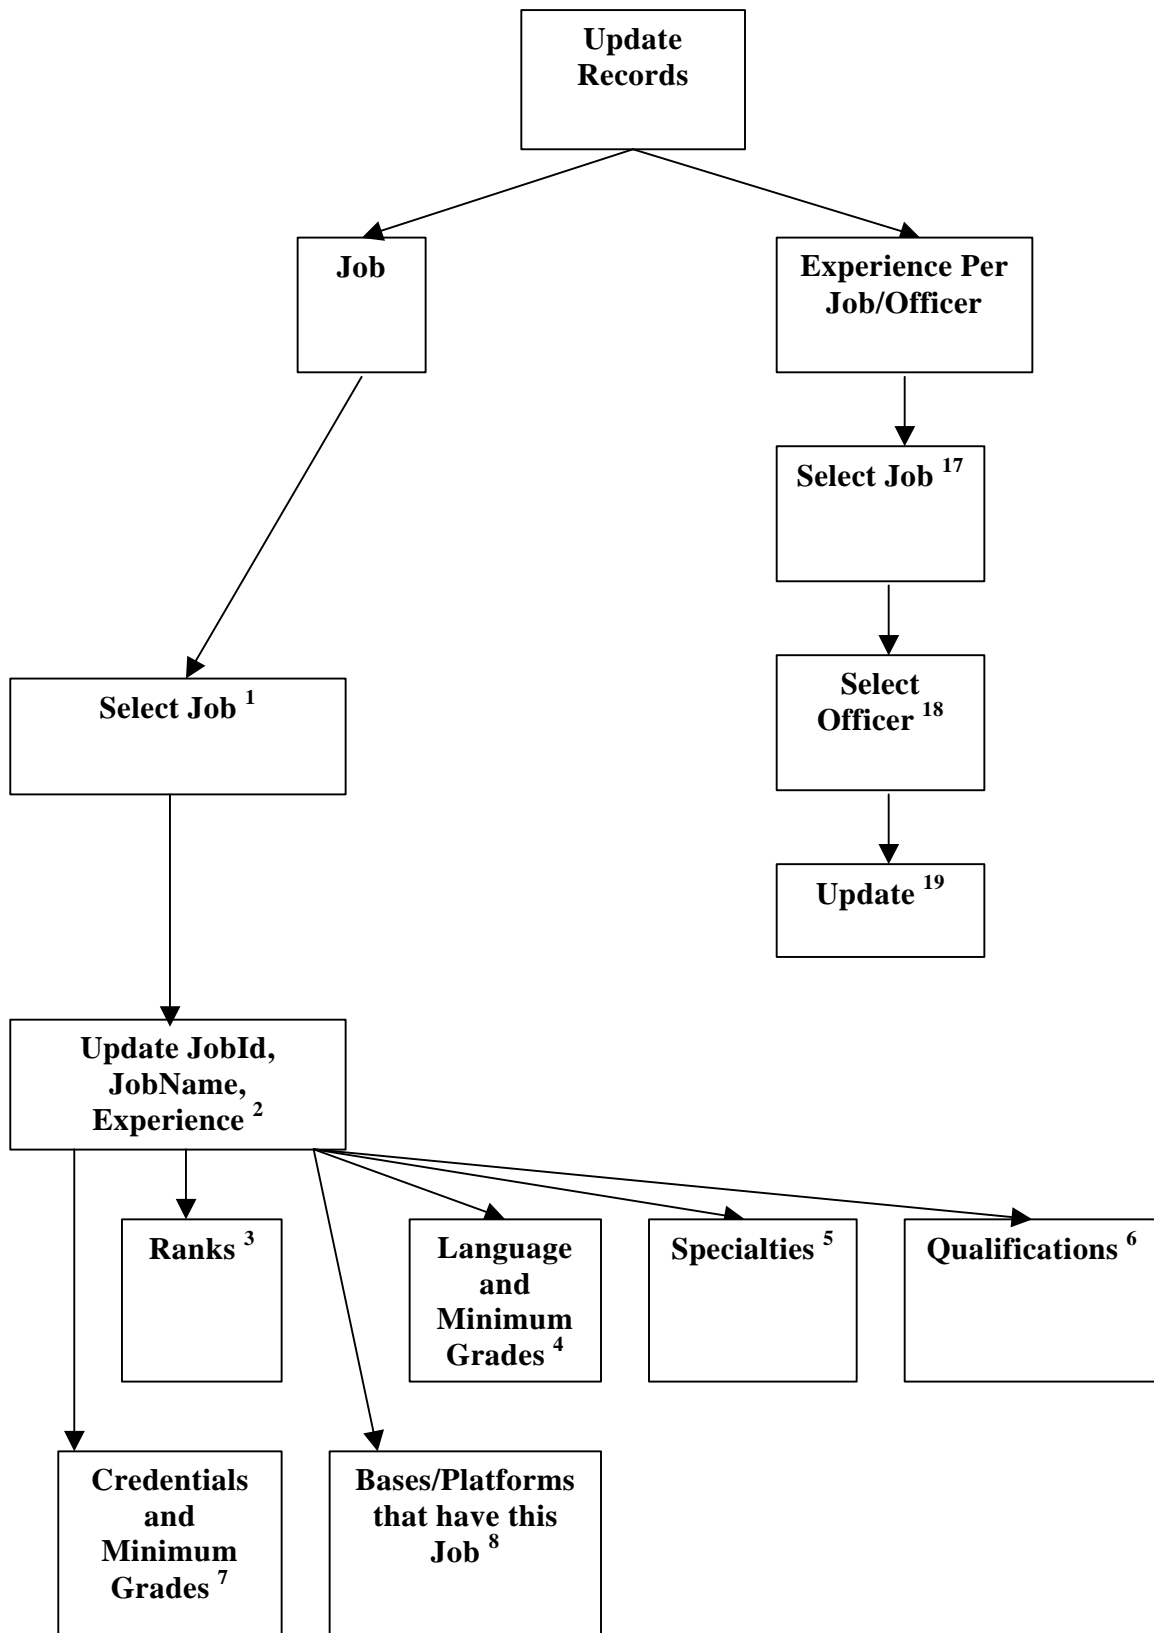 Update
Records
Job
Experience Per
Job/Officer
Select Job 17
Select Job 1
Select
Officer 18
Update 19
Update JobId,
JobName,
Experience 2
Ranks 3
Language
and
Minimum
Grades 4
Specialties 5
Qualifications 6
Credentials
and
Minimum
Grades 7
Bases/Platforms
that have this
Job 8